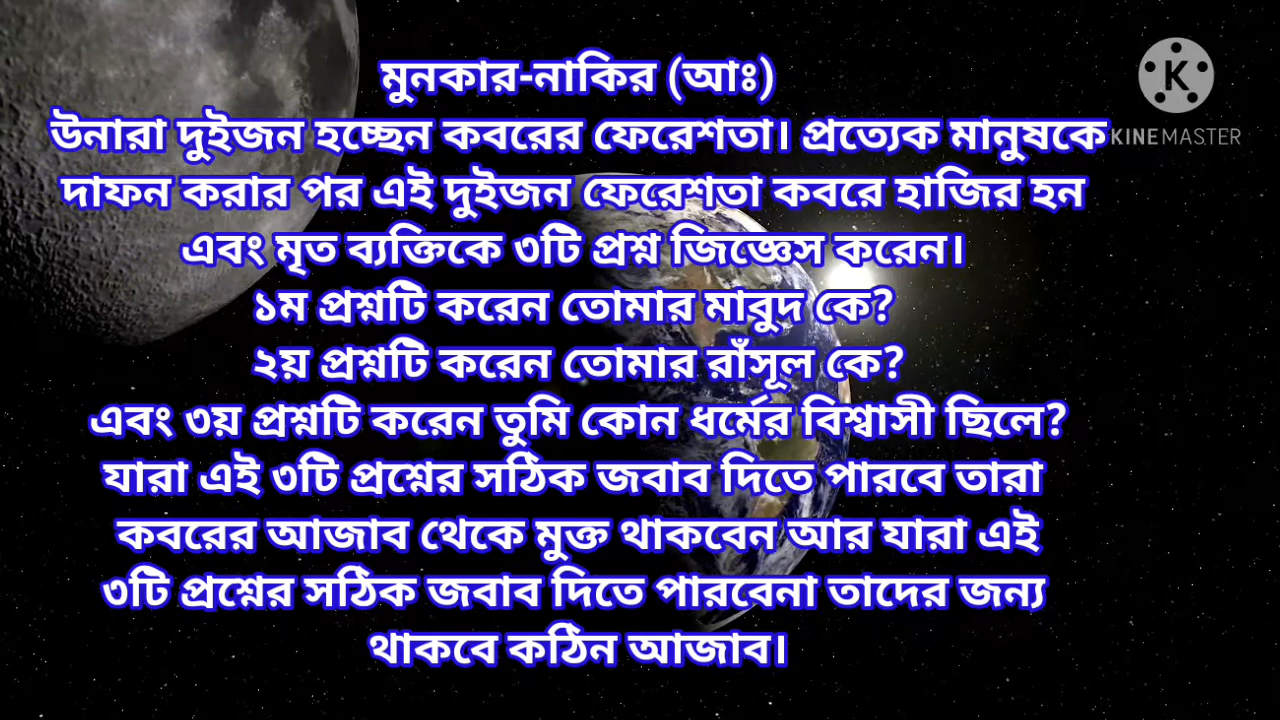 মুনকার-নাকির (আঃ)
উনারা দুইজন হচ্ছেন কবরের ফেরেশতা। প্রত্যেক মানুষকে
দাফন করার পর এই দুইজন ফেরেশতা কবরে হাজির হন
এবং মৃত ব্যক্তিকে ৩টি প্রশ্ন জিজ্ঞেস করেন।
১ম প্রশ্নটি করেন তোমার মাবুদ কে?
২য় প্রশ্নটি করেন তোমার রাঁসূল কে?
এবং ৩য় প্রশ্নটি করেন তুমি কোন ধর্মের বিশ্বাসী ছিলে?
যারা এই ৩টি প্রশ্নের সঠিক জবাব দিতে পারবে তারা
কবরের আজাব থেকে মুক্ত থাকবেন আর যারা এই
৩টি প্রশ্নের সঠিক জবাব দিতে পারবেনা তাদের জন্য
থাকবে কঠিন আজাব।
K
KINEMASTER